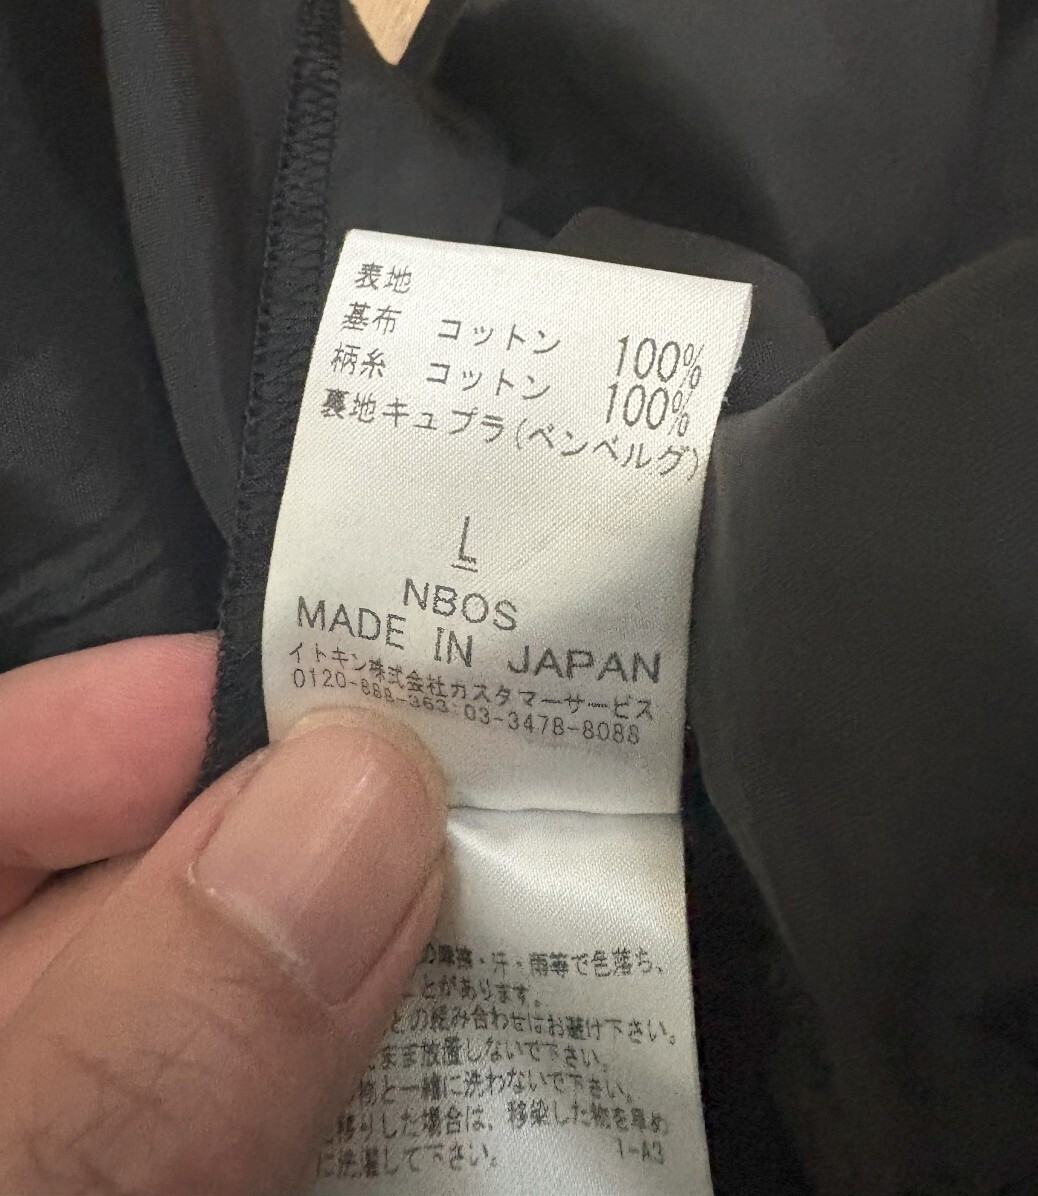 表地
基布 コットン 100%
柄糸 コットン 100%
裏地キュプラ(ベンベルグ)
L
NBOS
MADE IN JAPAN
イトキン株式会社カスタマーサービス
0120-888-363:03-3478-8088
の摩擦・汗・雨等で色落ち、
ことがあります。
との組み合わせはお避け下さい。
まま放置しないで下さい。
物と一緒に洗わないで下さい。
移りした場合は、移染した物を早め
に洗濯して下さい。 1-A3